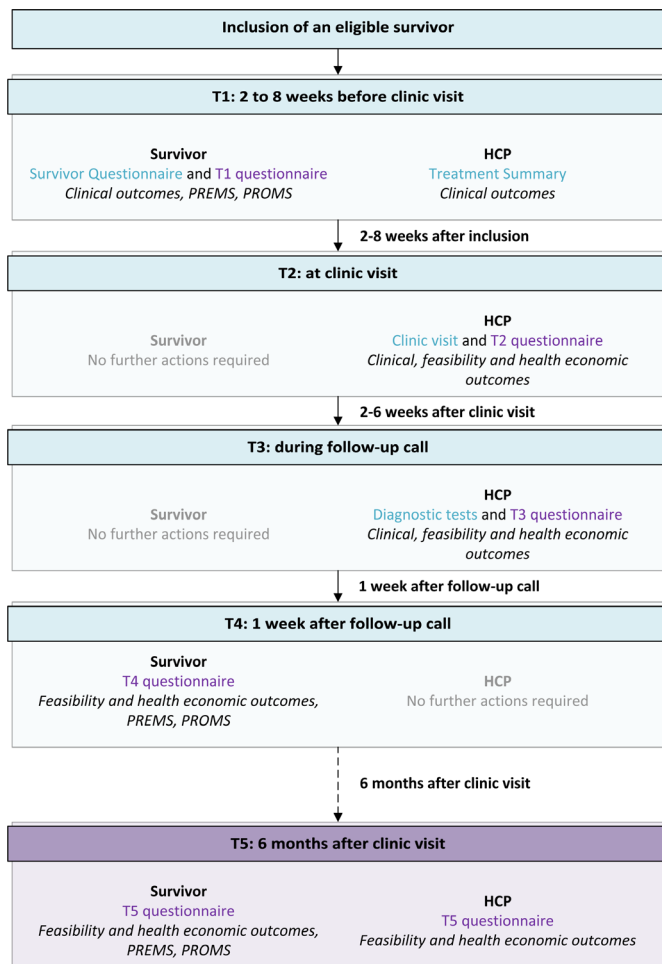 Inclusion of an eligible survivor
T1: 2 to 8 weeks before clinic visit
Survivor
Survivor Questionnaire and T1 questionnaire
Clinical outcomes, PREMS, PROMS
HCP
Treatment Summary
Clinical outcomes
2-8 weeks after inclusion
T2: at clinic visit
Survivor
No further actions required
HCP
Clinic visit and T2 questionnaire
Clinical, feasibility and health economic
outcomes
2-6 weeks after clinic visit
T3: during follow-up call
Survivor
No further actions required
HCP
Diagnostic tests and T3 questionnaire
Clinical, feasibility and health economic
outcomes
1 week after follow-up call
T4: 1 week after follow-up call
Survivor
T4 questionnaire
Feasibility and health economic outcomes,
PREMS, PROMS
HCP
No further actions required
6 months after clinic visit
T5: 6 months after clinic visit
Survivor
T5 questionnaire
Feasibility and health economic outcomes,
PREMS, PROMS
HCP
T5 questionnaire
Feasibility and health economic outcomes